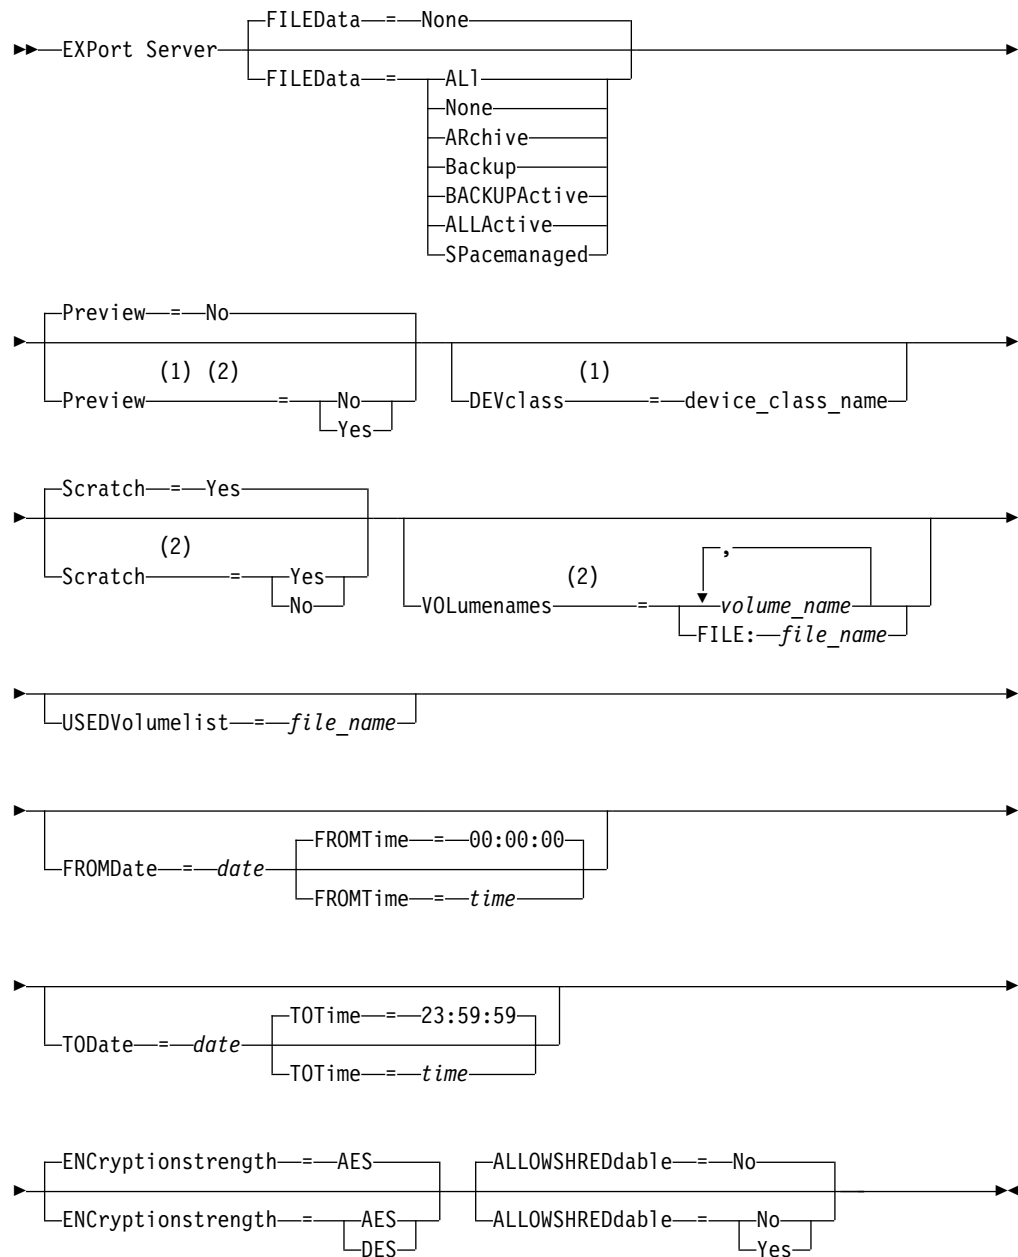 FILEData = None
EXPort Server
FILEData = ALl
None
ARchive
Backup
BACKUPActive
ALLActive
SPacemanaged
Preview = No
(1) (2)
Preview = No
Yes
(1)
DEVclass = device_class_name
Scratch = Yes
(2)
Scratch = Yes
No
,
(2)
VOLumenames = volume_name
FILE: file_name
USEDVolumelist = file_name
FROMTime = 00:00:00
FROMDate = date
FROMTime = time
TOTime = 23:59:59
TODate = date
TOTime = time
ENCryptionstrength = AES
ENCryptionstrength = AES
DES
ALLOWSHREDdable = No
ALLOWSHREDdable = No
Yes